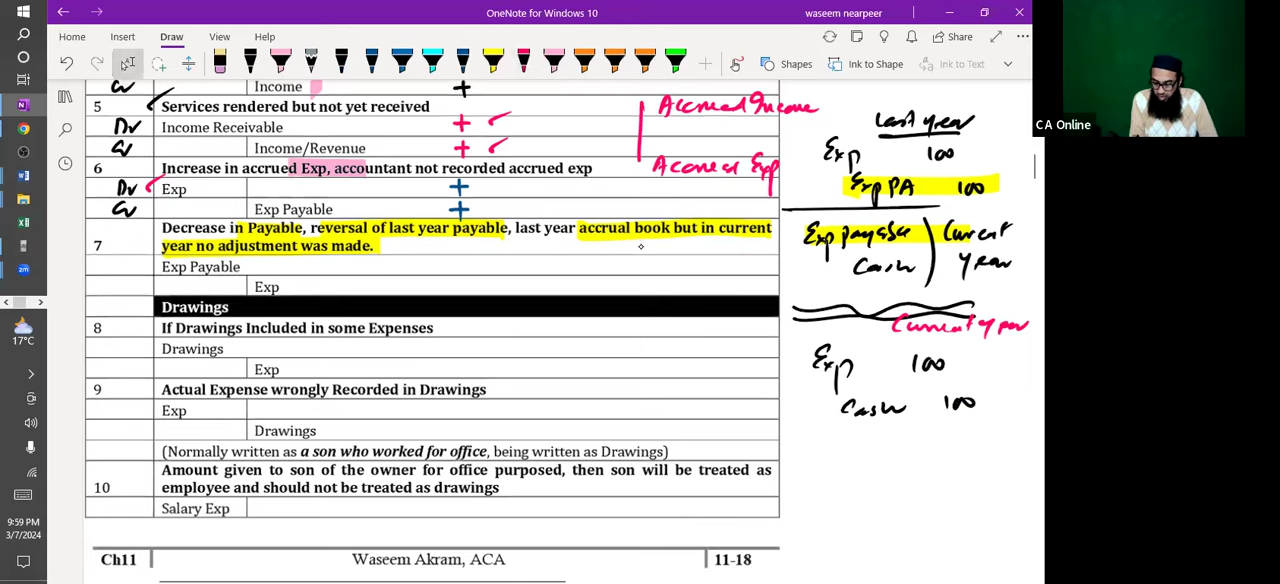 OneNote for Windows 10
waseem nearpeer
Home
Insert
Draw
View
Help
Share
Shapes
Ink to Shape
Ink to Text
Cr
Income
+
5
Services rendered but not yet received
Accrued Income
Dr
Income Receivable
+
Cr
Income/Revenue
+
6
Increase in accrued Exp, accountant not recorded accrued exp
Accrued Exp
Dr
Exp
+
Cr
Exp Payable
+
7
Decrease in Payable, reversal of last year payable, last year accrual book but in current
year no adjustment was made.
Exp Payable
Exp
Drawings
8
If Drawings Included in some Expenses
Drawings
Exp
9
Actual Expense wrongly Recorded in Drawings
Exp
Drawings
(Normally written as a son who worked for office, being written as Drawings)
10
Amount given to son of the owner for office purposed, then son will be treated as
employee and should not be treated as drawings
Salary Exp
Ch11
Waseem Akram, ACA
11-18
last year
Exp 100
Exp PA 100
Exp payable
Cash
Current
year
Current year
Exp 100
Cash 100
C A Online
17°C
9:59 PM
3/7/2024